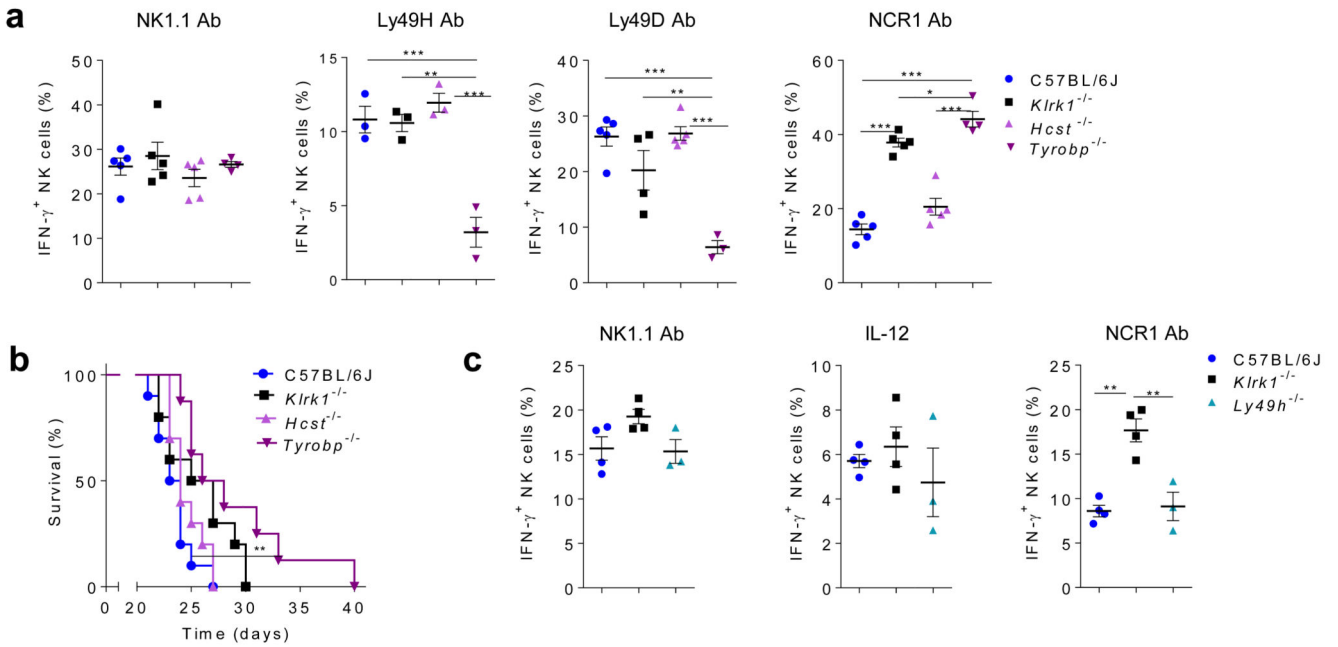 a
NK1.1 Ab
Ly49H Ab
Ly49D Ab
NCR1 Ab
IFN-γ⁺ NK cells (%)
50
40
30
20
10
0
IFN-γ⁺ NK cells (%)
15
10
5
0
***
**
***
IFN-γ⁺ NK cells (%)
40
30
20
10
0
***
**
***
IFN-γ⁺ NK cells (%)
60
40
20
0
***
*
***
***
C57BL/6J
Klrk1⁻/⁻
Hcst⁻/⁻
Tyrobp⁻/⁻
b
Survival (%)
100
50
0
0 20 25 30 35 40
Time (days)
**
C57BL/6J
Klrk1⁻/⁻
Hcst⁻/⁻
Tyrobp⁻/⁻
c
NK1.1 Ab
IL-12
NCR1 Ab
IFN-γ⁺ NK cells (%)
25
20
15
10
5
0
IFN-γ⁺ NK cells (%)
10
8
6
4
2
0
IFN-γ⁺ NK cells (%)
25
20
15
10
5
0
**
**
C57BL/6J
Klrk1⁻/⁻
Ly49h⁻/⁻